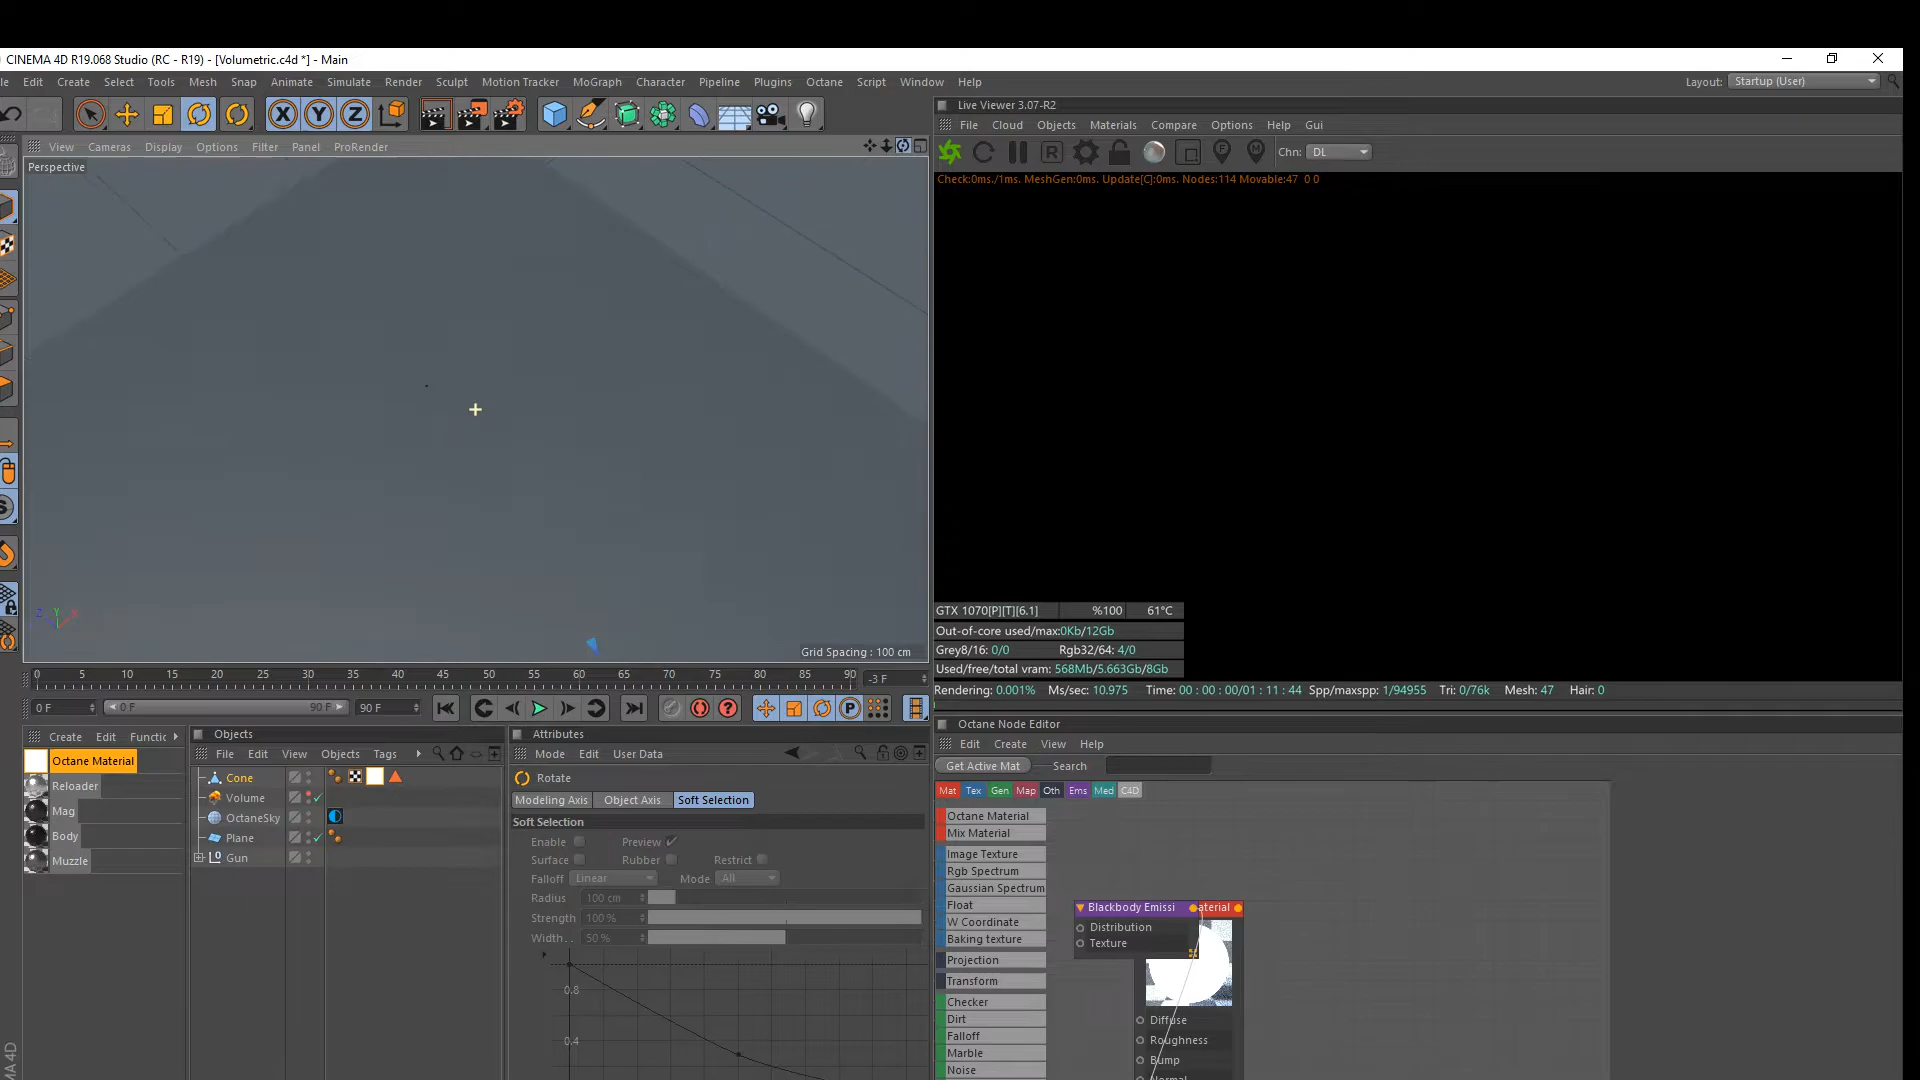 CINEMA 4D R19.068 Studio (RC - R19) - [Volumetric.c4d *] - Main
le Edit Create Select Tools Mesh Snap Animate Simulate Render Sculpt Motion Tracker MoGraph Character Pipeline Plugins Octane Script Window Help
Layout: Startup (User)
Live Viewer 3.07-R2
File Cloud Objects Materials Compare Options Help Gui
View Cameras Display Options Filter Panel ProRender
R Chn: DL
Perspective
Check:0ms./1ms. MeshGen:0ms. Update[C]:0ms. Nodes:114 Movable:47 0 0
GTX 1070[P][T][6.1] %100 61°C
Out-of-core used/max:0Kb/12Gb
Grey8/16: 0/0 Rgb32/64: 4/0
Used/free/total vram: 568Mb/5.663Gb/8Gb
Rendering: 0.001% Ms/sec: 10.975 Time: 00 : 00 : 00/01 : 11 : 44 Spp/maxspp: 1/94955 Tri: 0/76k Mesh: 47 Hair: 0
Z Y X
Grid Spacing : 100 cm
0 5 10 15 20 25 30 35 40 45 50 55 60 65 70 75 80 85 90 -3 F
0 F 0 F 90 F 90 F
Create Edit Functic
Octane Material
Reloader
Mag
Body
Muzzle
Objects
File Edit View Objects Tags
Cone
Volume
OctaneSky
Plane
Gun
Attributes
Mode Edit User Data
Rotate
Modeling Axis Object Axis Soft Selection
Soft Selection
Enable Preview
Surface Rubber Restrict
Falloff Linear Mode All
Radius 100 cm
Strength 100 %
Width. . 50 %
0.8
0.4
Octane Node Editor
Edit Create View Help
Get Active Mat Search
Mat Tex Gen Map Oth Ems Med C4D
Octane Material
Mix Material
Image Texture
Rgb Spectrum
Gaussian Spectrum
Float
W Coordinate
Baking texture
Projection
Transform
Checker
Dirt
Falloff
Marble
Noise
Blackbody Emissi aterial
Distribution
Texture
Diffuse
Roughness
Bump
Normal
MA 4D